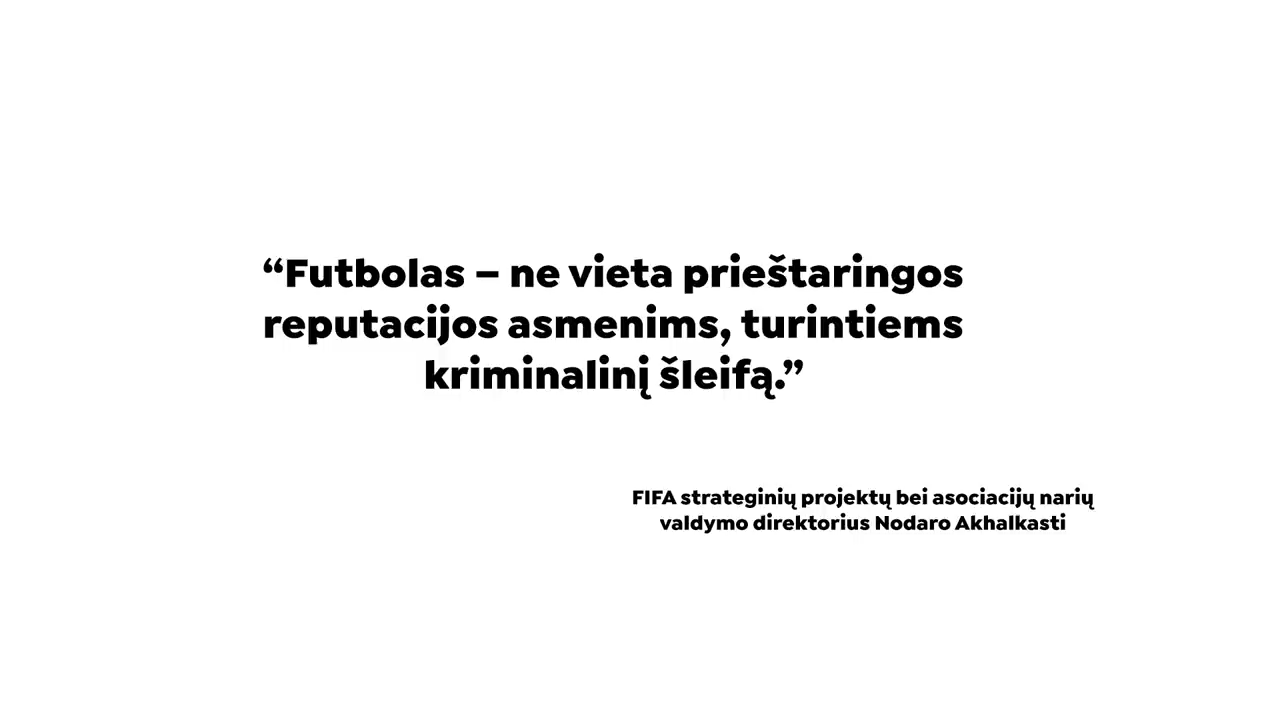 “Futbolas – ne vieta prieštaringos
reputacijos asmenims, turintiems
kriminalinį šleifą.”
FIFA strateginių projektų bei asociacijų narių
valdymo direktorius Nodaro Akhalkasti